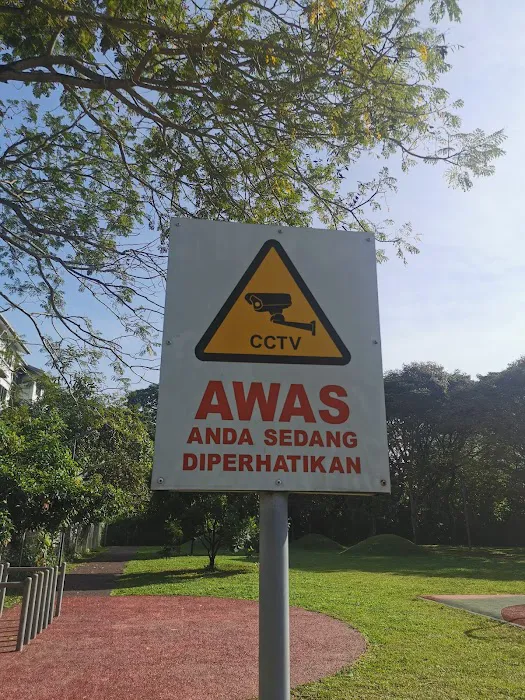 CCTV
AWAS
ANDA SEDANG
DIPERHATIKAN